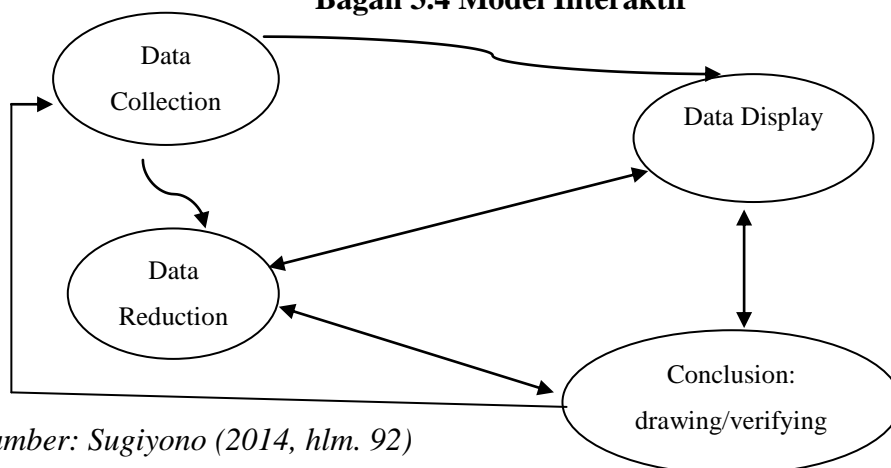 Bagan 3.4 Model Interaktif
Data
Collection
Data Display
Data
Reduction
Conclusion:
drawing/verifying
umber: Sugiyono (2014, hlm. 92)